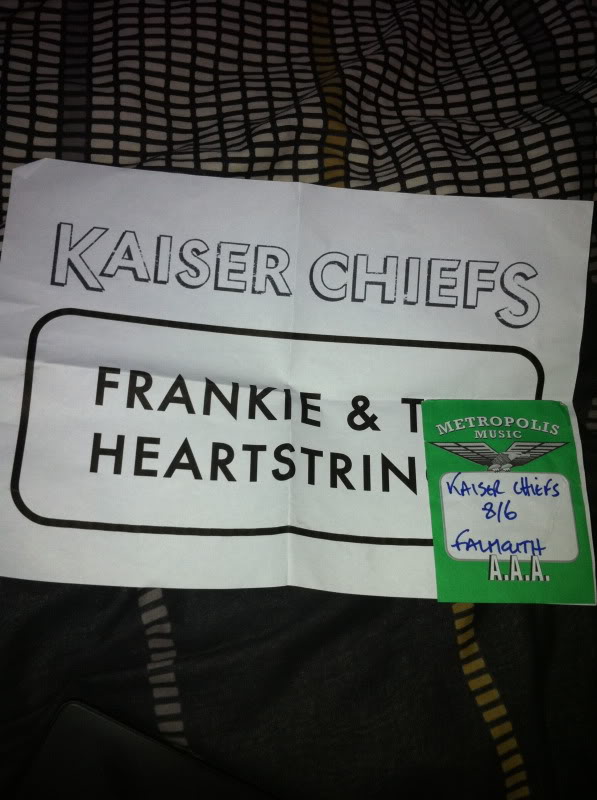 KAISER CHIEFS
FRANKIE & T
HEARTSTRIN
METROPOLIS
MUSIC
KAISER CHIEFS
8/6
FALMOUTH
A.A.A.